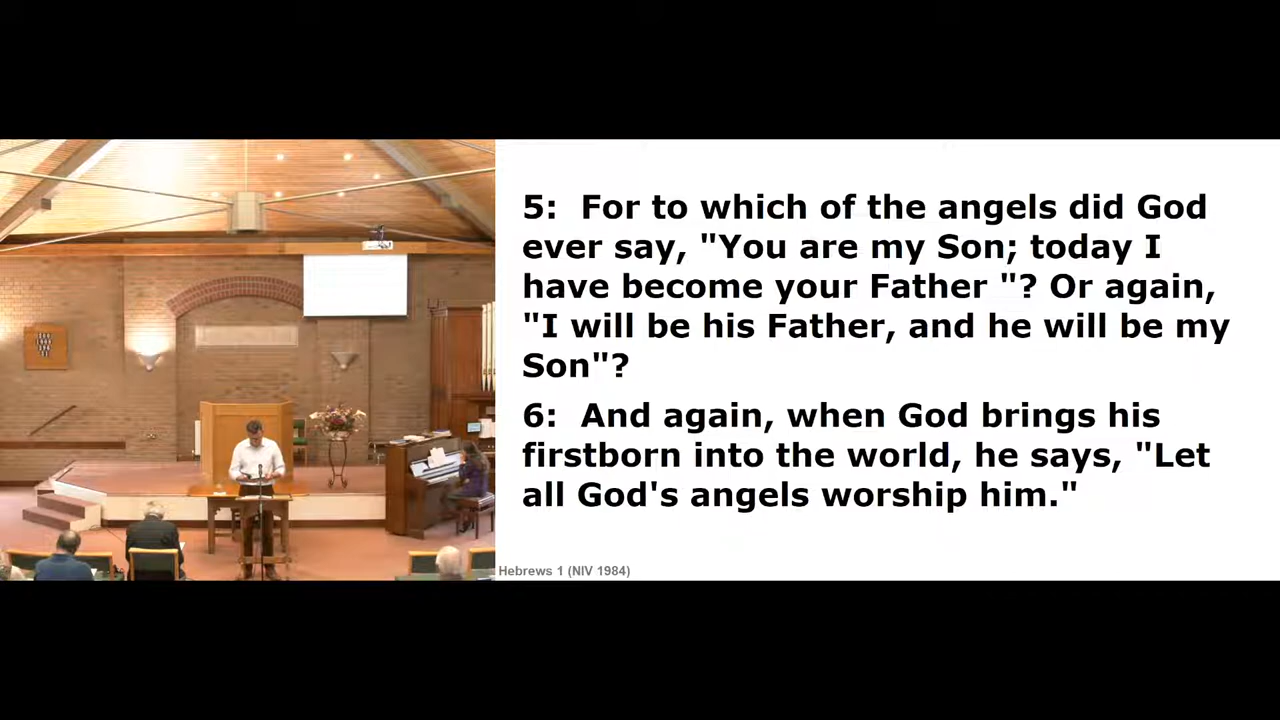 5:  For to which of the angels did God
ever say, "You are my Son; today I
have become your Father "? Or again,
"I will be his Father, and he will be my
Son"?
6:  And again, when God brings his
firstborn into the world, he says, "Let
all God's angels worship him."
Hebrews 1 (NIV 1984)